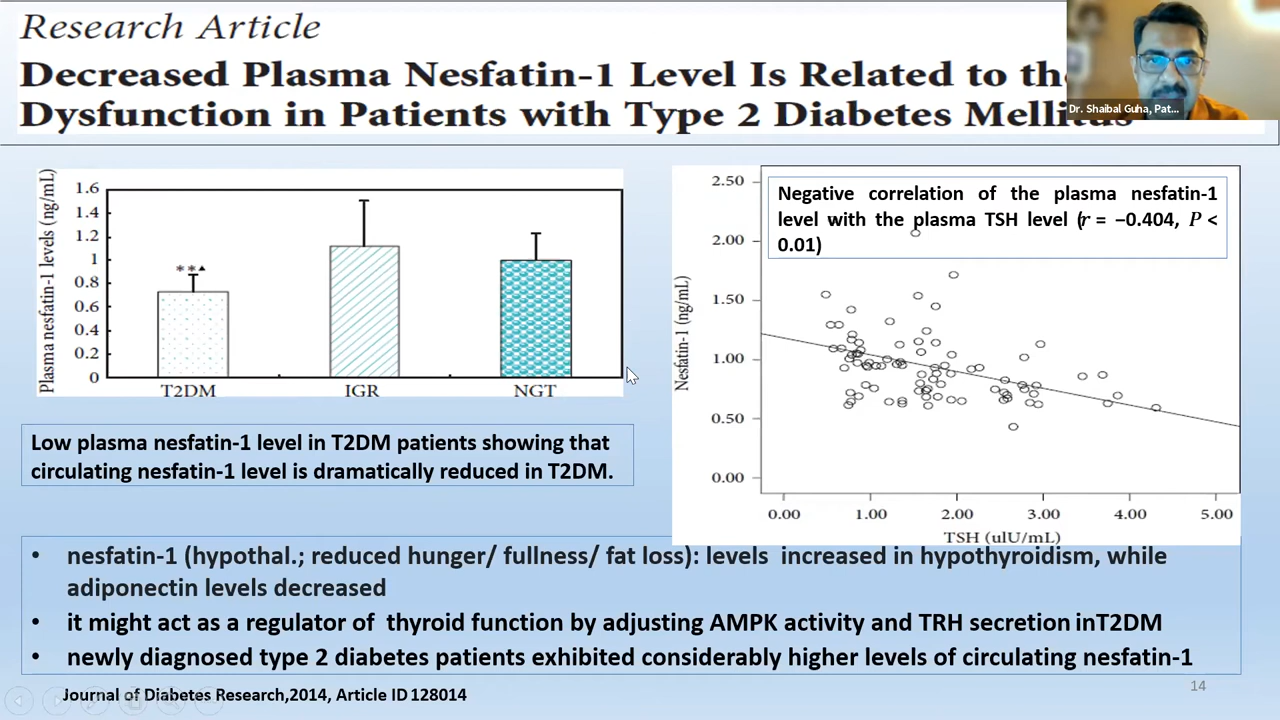 Research Article
Decreased Plasma Nesfatin-1 Level Is Related to
Dysfunction in Patients with Type 2 Diabetes Mellitus
Dr. Shaibal Guha, Pat...
Plasma nesfatin-1 levels (ng/mL)
1.6
1.4
1.2
1
0.8
0.6
0.4
0.2
0
**▲
T2DM IGR NGT
Low plasma nesfatin-1 level in T2DM patients showing that
circulating nesfatin-1 level is dramatically reduced in T2DM.
Negative correlation of the plasma nesfatin-1
level with the plasma TSH level (r = −0.404, P <
0.01)
Nesfatin-1 (ng/mL)
2.50
2.00
1.50
1.00
0.50
0.00
0.00 1.00 2.00 3.00 4.00 5.00
TSH (ulU/mL)
• nesfatin-1 (hypothal.; reduced hunger/ fullness/ fat loss): levels increased in hypothyroidism, while
adiponectin levels decreased
• it might act as a regulator of thyroid function by adjusting AMPK activity and TRH secretion inT2DM
• newly diagnosed type 2 diabetes patients exhibited considerably higher levels of circulating nesfatin-1
Journal of Diabetes Research,2014, Article ID 128014
14